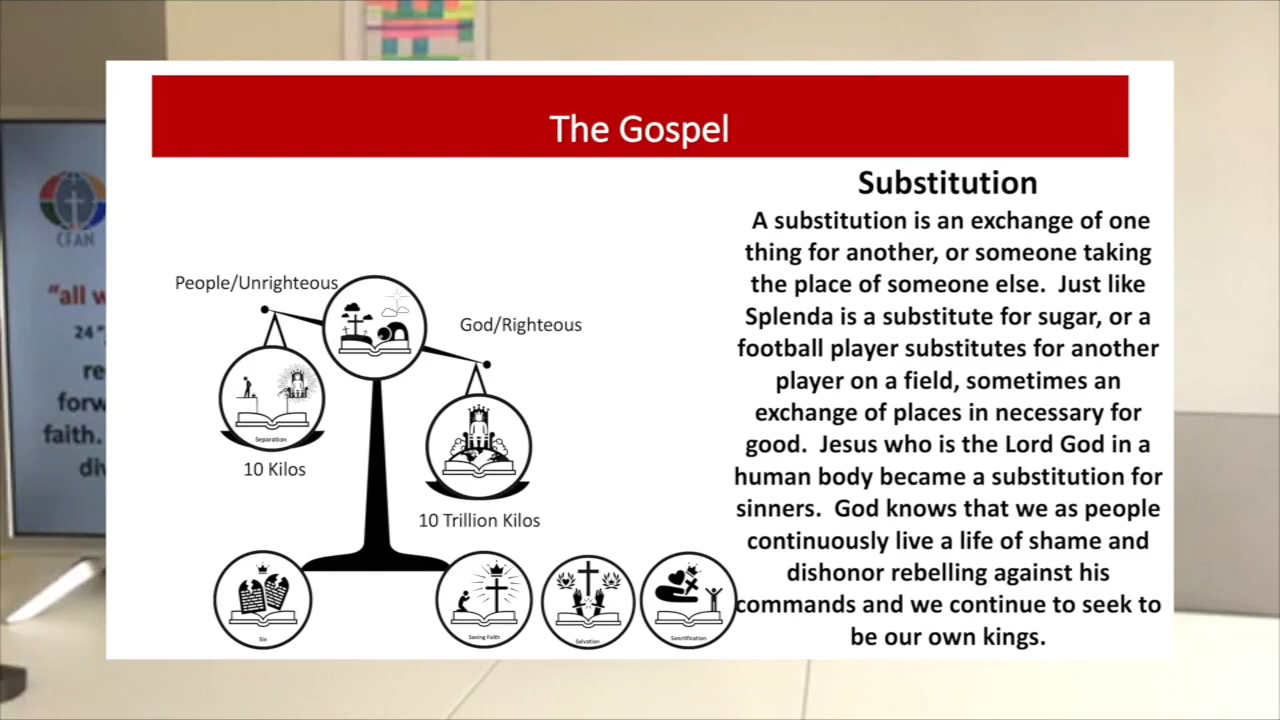 The Gospel
Substitution
A substitution is an exchange of one
thing for another, or someone taking
the place of someone else.  Just like
Splenda is a substitute for sugar, or a
football player substitutes for another
player on a field, sometimes an
exchange of places in necessary for
good.  Jesus who is the Lord God in a
human body became a substitution for
sinners.  God knows that we as people
continuously live a life of shame and
dishonor rebelling against his
commands and we continue to seek to
be our own kings.
People/Unrighteous
God/Righteous
Separation
10 Kilos
10 Trillion Kilos
Sin
Saving Faith
Salvation
Sanctification
CFAN
"all w
24 "
re
forw
faith.
div